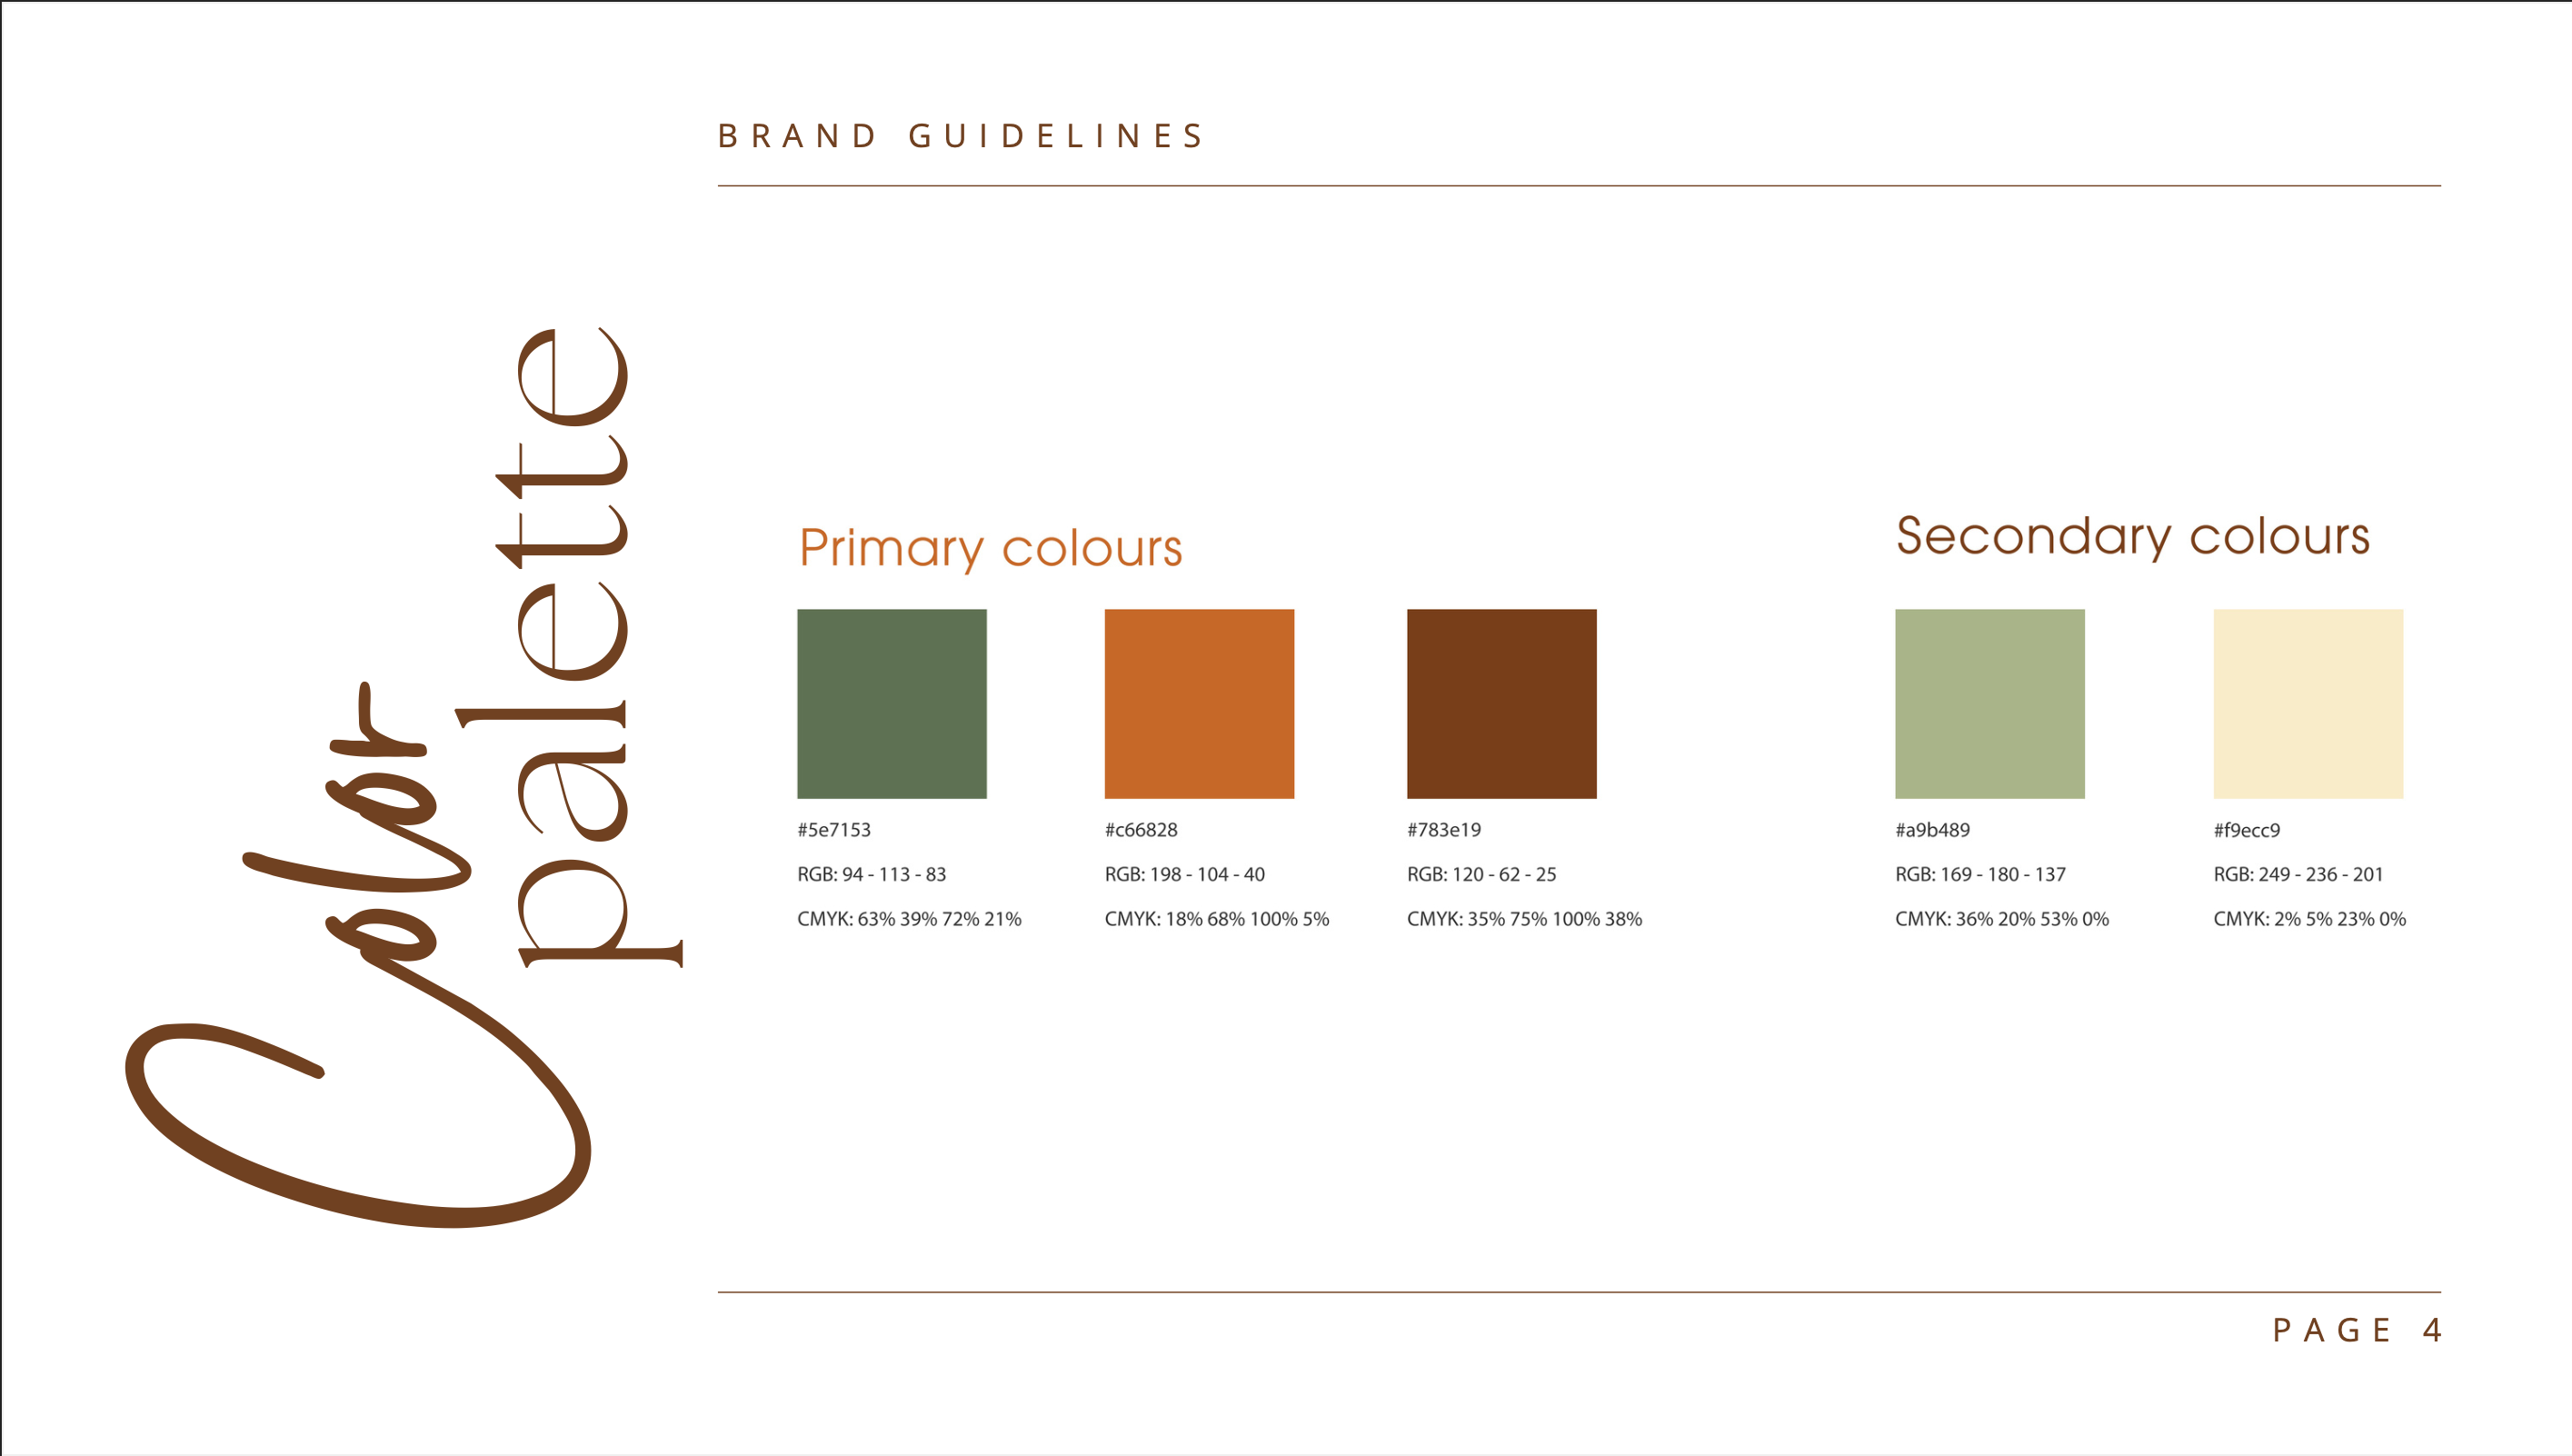 BRAND GUIDELINES
Color
palette
Primary colours
#5e7153
RGB: 94 - 113 - 83
CMYK: 63% 39% 72% 21%
#c66828
RGB: 198 - 104 - 40
CMYK: 18% 68% 100% 5%
#783e19
RGB: 120 - 62 - 25
CMYK: 35% 75% 100% 38%
Secondary colours
#a9b489
RGB: 169 - 180 - 137
CMYK: 36% 20% 53% 0%
#f9ecc9
RGB: 249 - 236 - 201
CMYK: 2% 5% 23% 0%
PAGE 4